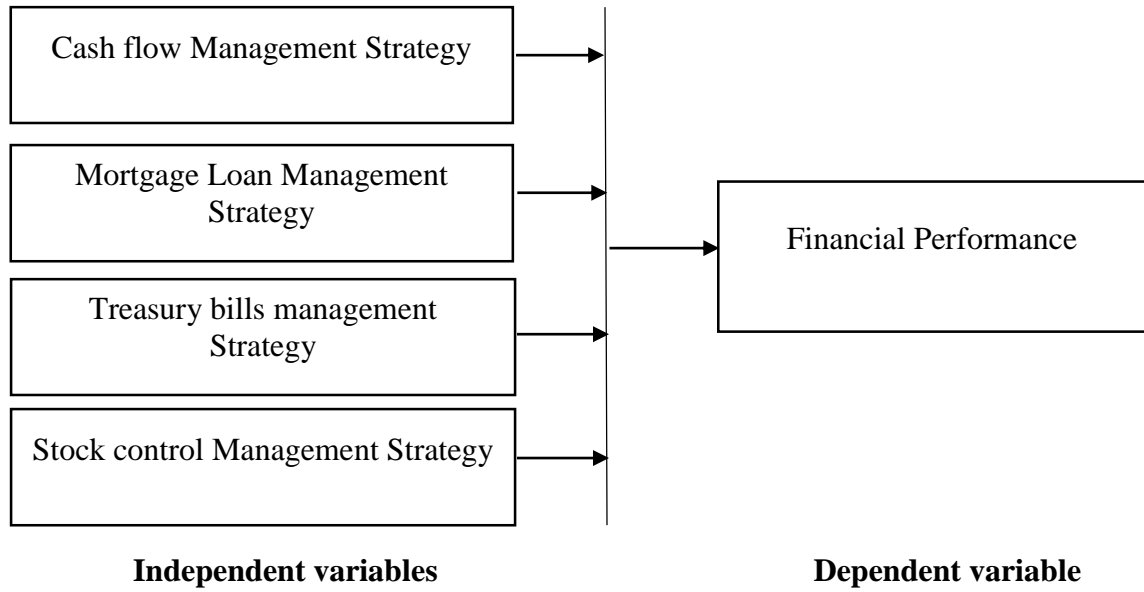 Cash flow Management Strategy
Mortgage Loan Management
Strategy
Treasury bills management
Strategy
Stock control Management Strategy
Financial Performance
Independent variables
Dependent variable